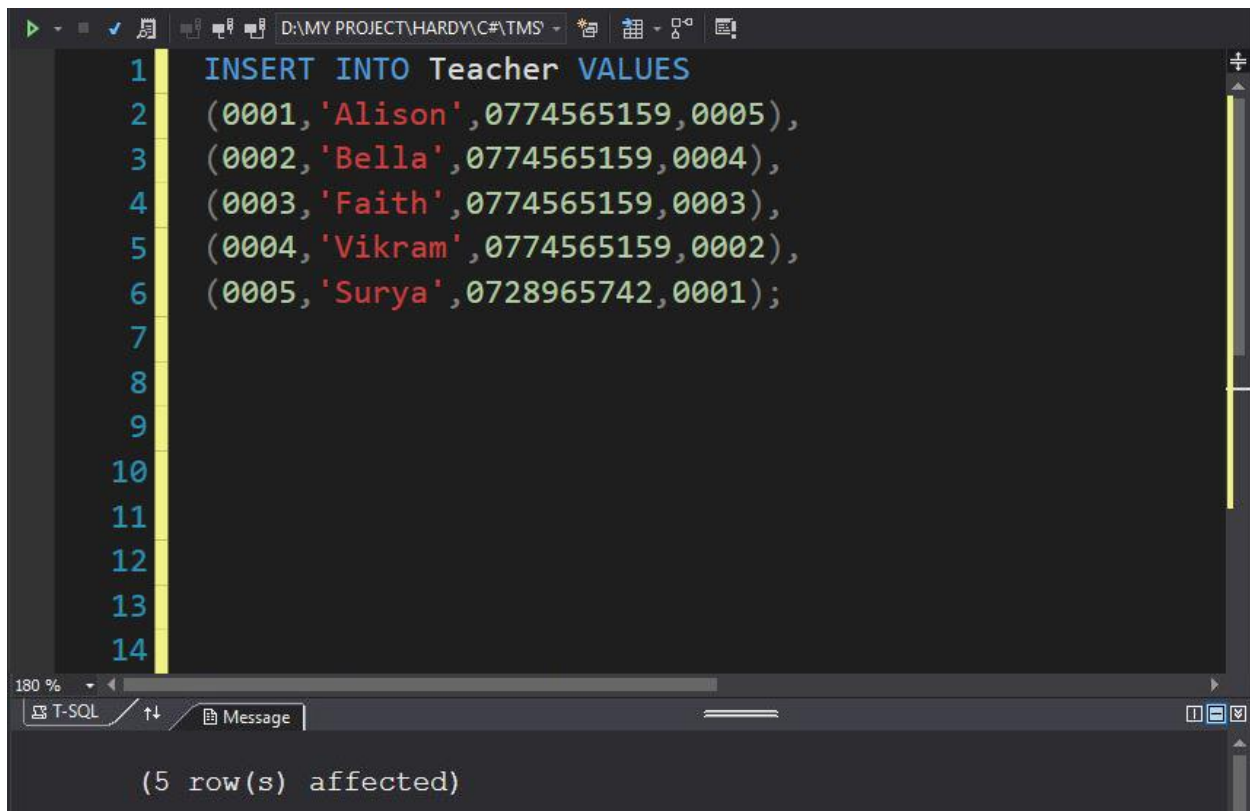 D:\MY PROJECT\HARDY\C#\TMS'
1 INSERT INTO Teacher VALUES
2 (0001,'Alison',0774565159,0005),
3 (0002,'Bella',0774565159,0004),
4 (0003,'Faith',0774565159,0003),
5 (0004,'Vikram',0774565159,0002),
6 (0005,'Surya',0728965742,0001);
7
8
9
10
11
12
13
14
180 %
T-SQL Message
(5 row(s) affected)